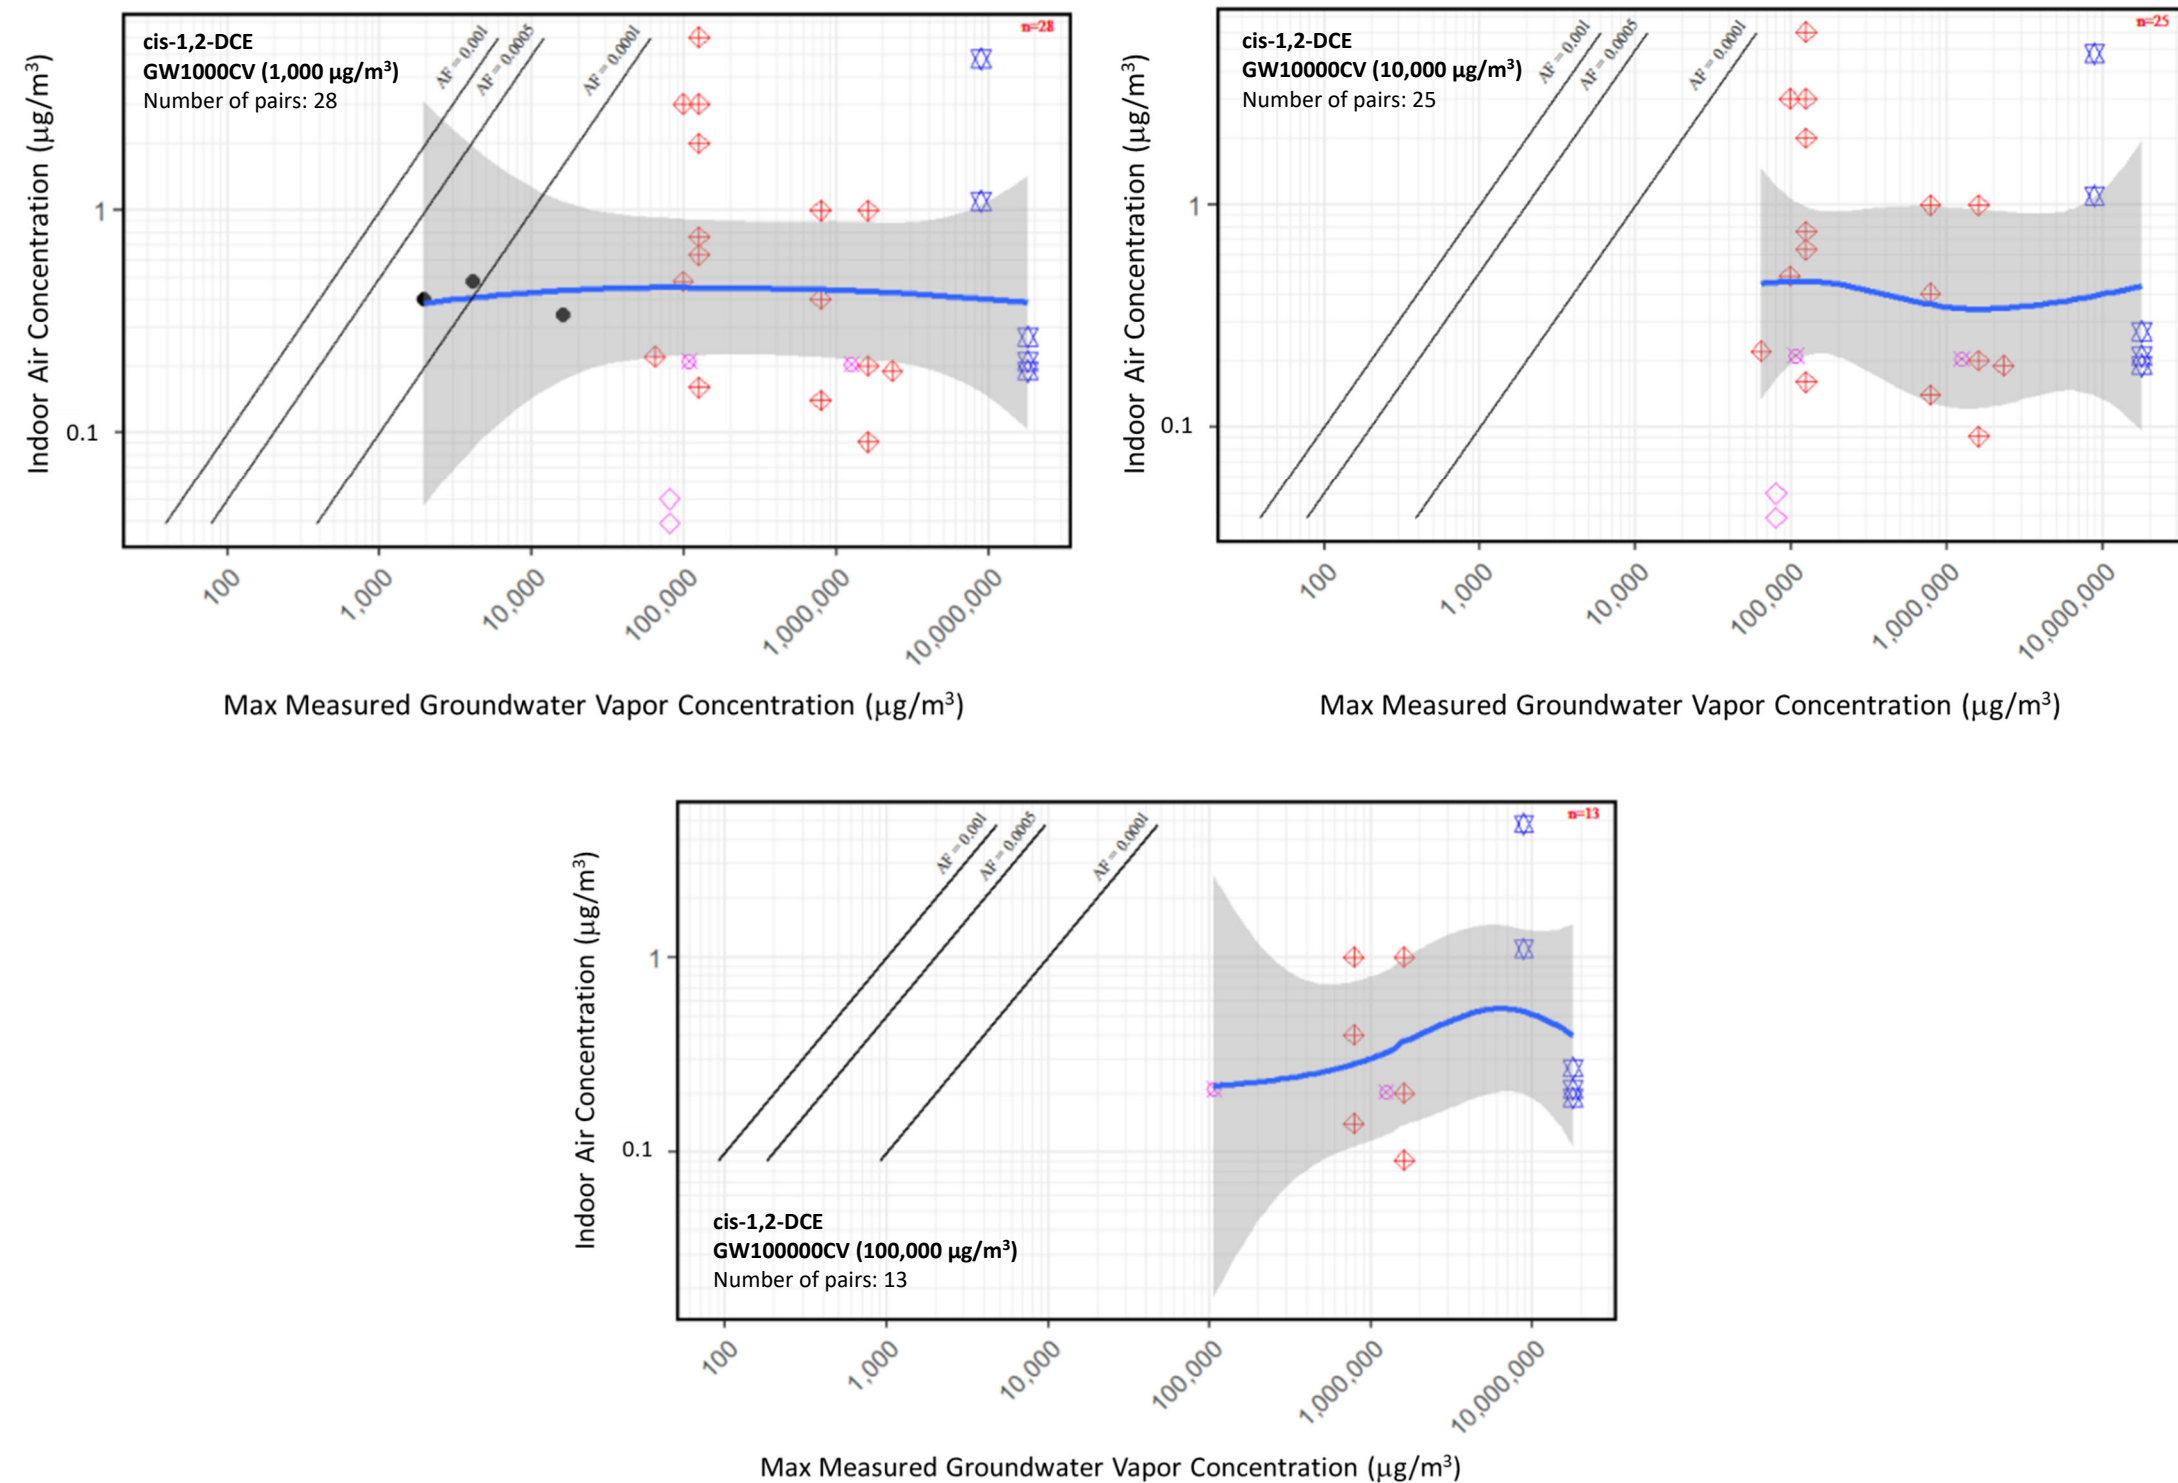 cis-1,2-DCE
GW1000CV (1,000 µg/m³)
Number of pairs: 28
n=28
AF = 0.001
AF = 0.0005
AF = 0.0001
Indoor Air Concentration (µg/m³)
1
0.1
100
1,000
10,000
100,000
1,000,000
10,000,000
Max Measured Groundwater Vapor Concentration (µg/m³)
cis-1,2-DCE
GW10000CV (10,000 µg/m³)
Number of pairs: 25
n=25
AF = 0.001
AF = 0.0005
AF = 0.0001
Indoor Air Concentration (µg/m³)
1
0.1
100
1,000
10,000
100,000
1,000,000
10,000,000
Max Measured Groundwater Vapor Concentration (µg/m³)
n=13
AF = 0.001
AF = 0.0005
AF = 0.0001
Indoor Air Concentration (µg/m³)
1
0.1
cis-1,2-DCE
GW100000CV (100,000 µg/m³)
Number of pairs: 13
100
1,000
10,000
100,000
1,000,000
10,000,000
Max Measured Groundwater Vapor Concentration (µg/m³)